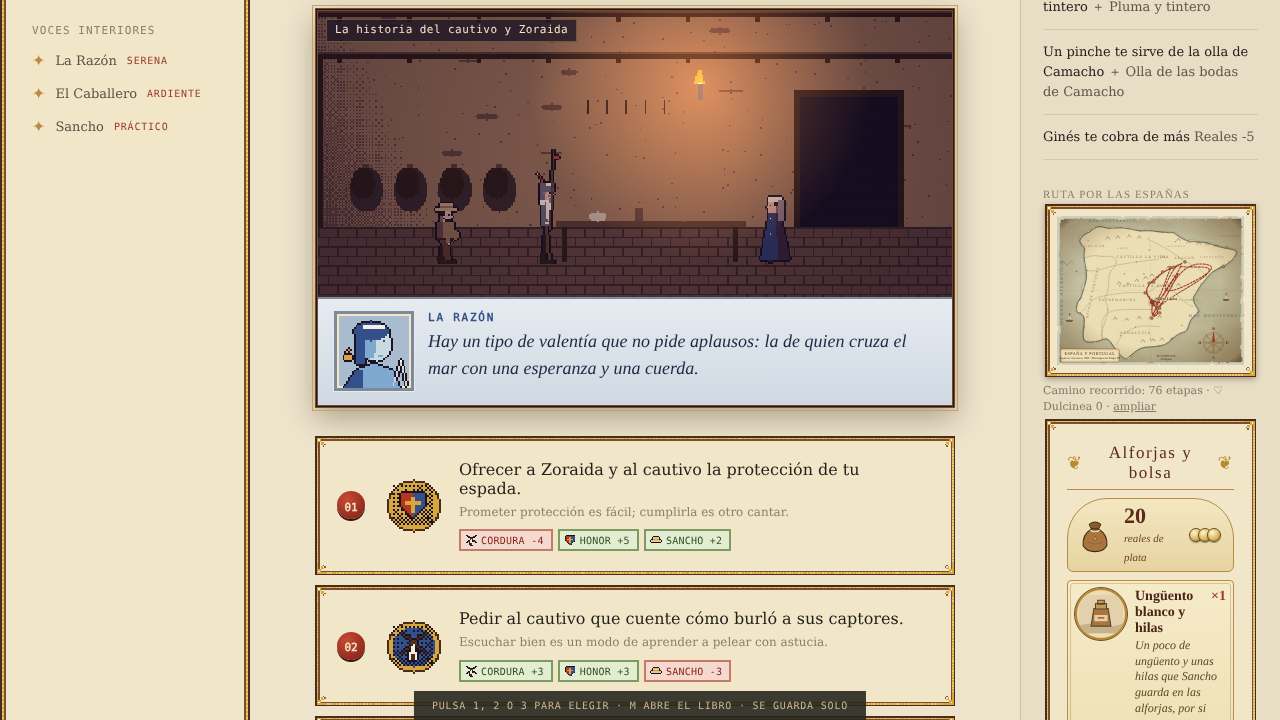 VOCES INTERIORES
La Razón SERENA
El Caballero ARDIENTE
Sancho PRÁCTICO
La historia del cautivo y Zoraida
LA RAZÓN
Hay un tipo de valentía que no pide aplausos: la de quien cruza el
mar con una esperanza y una cuerda.
01
Ofrecer a Zoraida y al cautivo la protección de tu
espada.
Prometer protección es fácil; cumplirla es otro cantar.
CORDURA -4 HONOR +5 SANCHO +2
02
Pedir al cautivo que cuente cómo burló a sus captores.
Escuchar bien es un modo de aprender a pelear con astucia.
CORDURA +3 HONOR +3 SANCHO -3
PULSA 1, 2 O 3 PARA ELEGIR · M ABRE EL LIBRO · SE GUARDA SOLO
tintero + Pluma y tintero
Un pinche te sirve de la olla de
Camacho + Olla de las bodas
de Camacho
Ginés te cobra de más Reales -5
RUTA POR LAS ESPAÑAS
ESPAÑA Y PORTUGAL
Camino recorrido: 76 etapas · ♡
Dulcinea 0 · ampliar
Alforjas y
bolsa
20
reales de
plata
Ungüento ×1
blanco y
hilas
Un poco de
ungüento y unas
hilas que Sancho
guarda en las
alforjas, por si